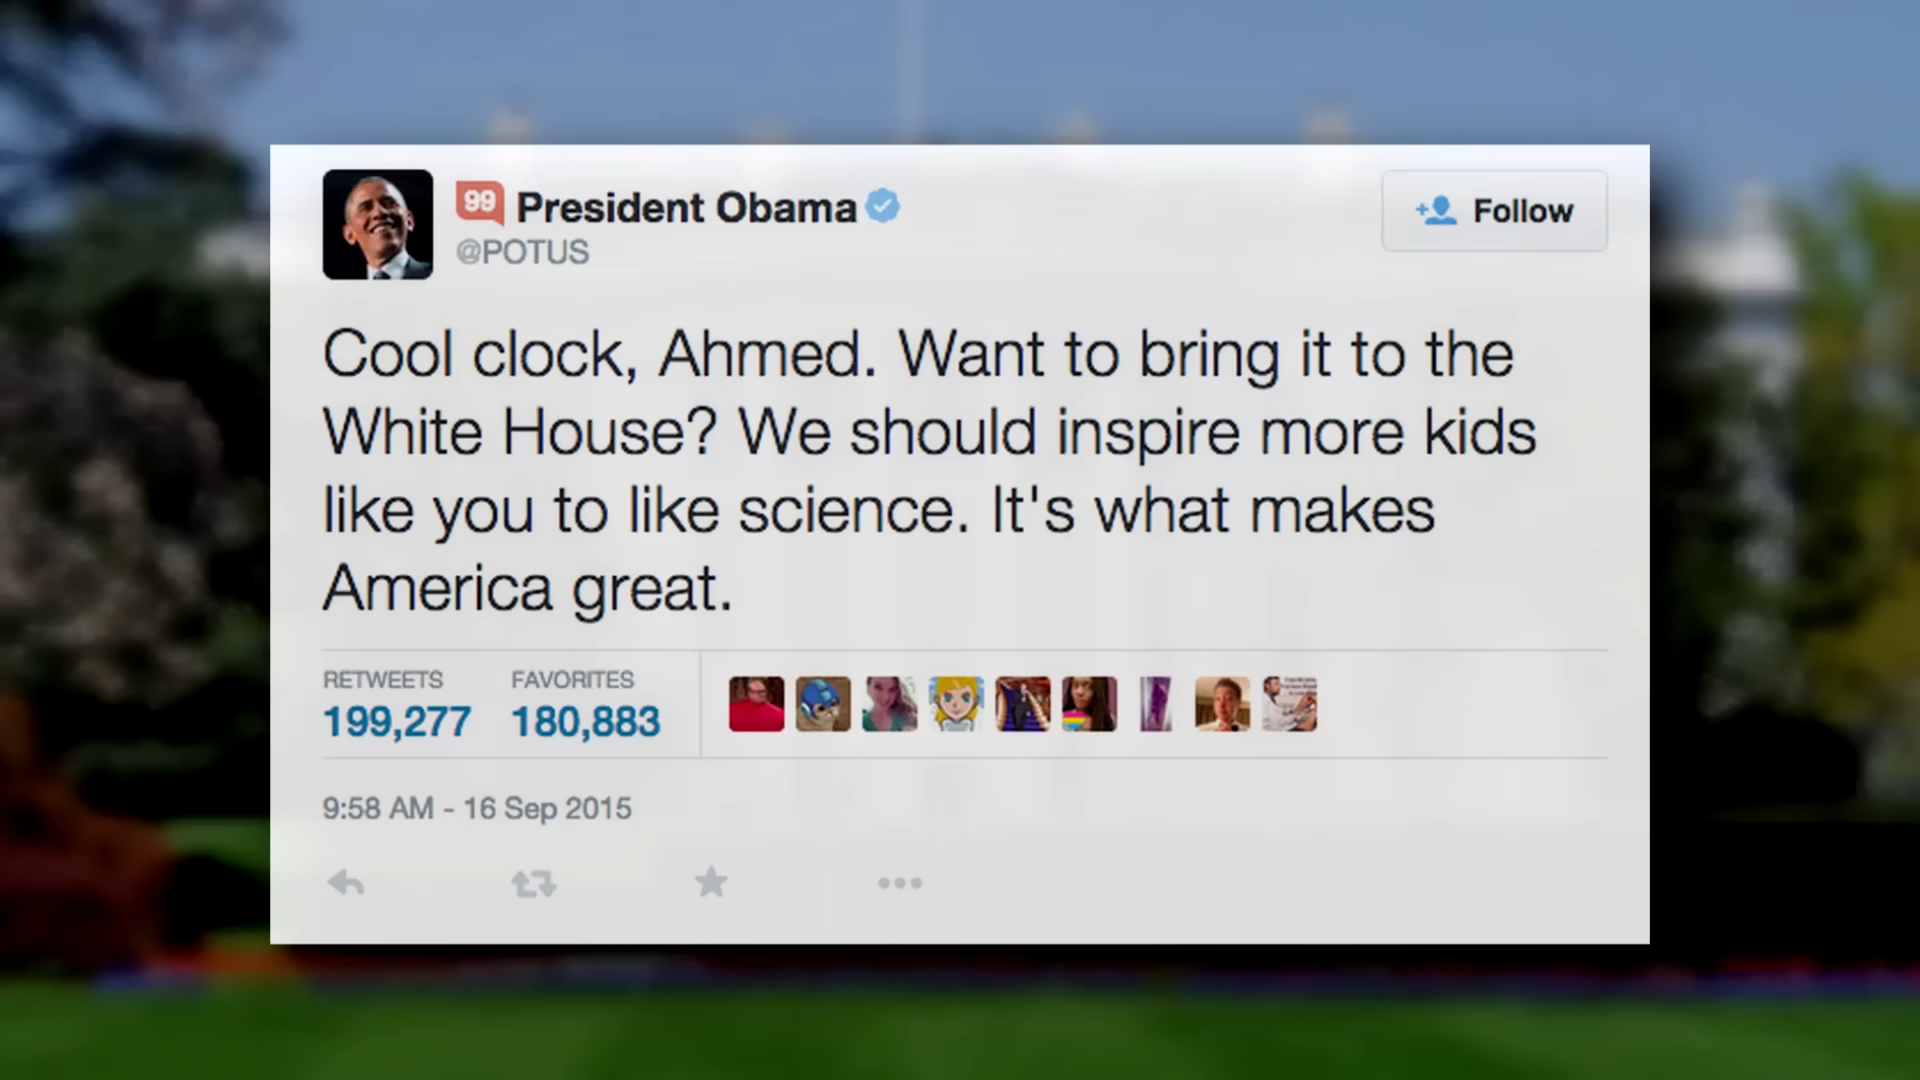 99 President Obama
@POTUS
Follow
Cool clock, Ahmed. Want to bring it to the
White House? We should inspire more kids
like you to like science. It's what makes
America great.
RETWEETS FAVORITES
199,277 180,883
9:58 AM - 16 Sep 2015